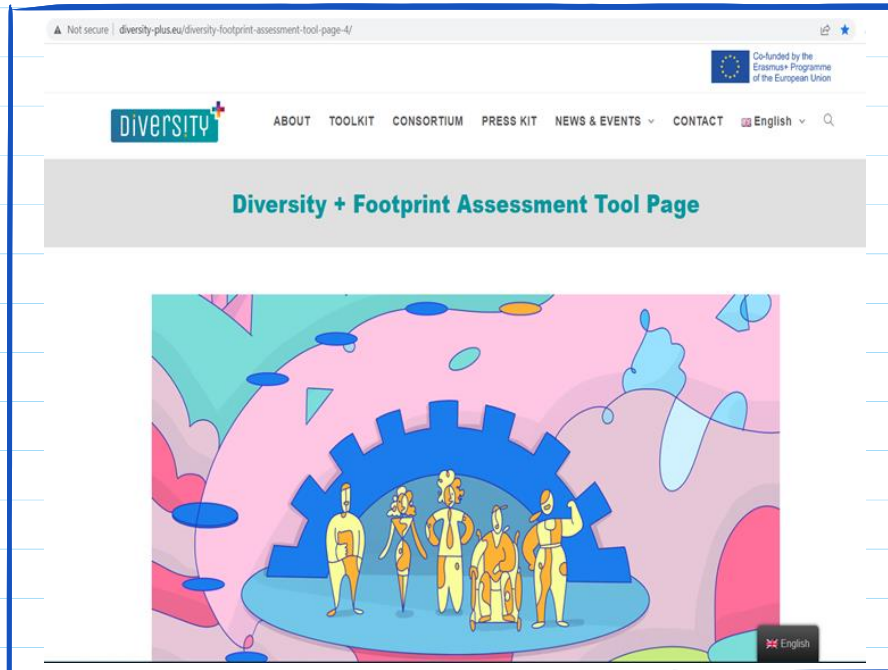 Not secure | diversity-plus.eu/diversity-footprint-assessment-tool-page-4/
Co-funded by the
Erasmus+ Programme
of the European Union
DIVERSITY+ ABOUT TOOLKIT CONSORTIUM PRESS KIT NEWS & EVENTS CONTACT English
Diversity + Footprint Assessment Tool Page
English